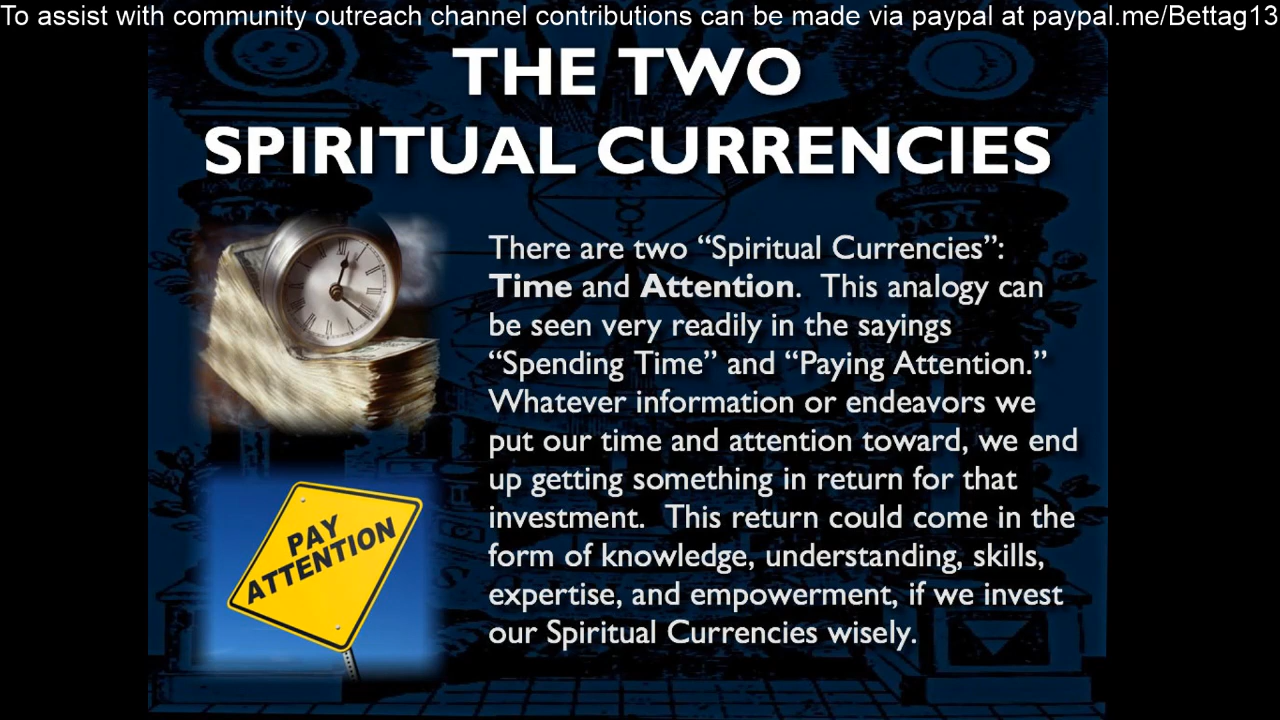 To assist with community outreach channel contributions can be made via paypal at paypal.me/Bettag13
THE TWO
SPIRITUAL CURRENCIES
There are two “Spiritual Currencies”:
Time and Attention.  This analogy can
be seen very readily in the sayings
“Spending Time” and “Paying Attention.”
Whatever information or endeavors we
put our time and attention toward, we end
up getting something in return for that
investment.  This return could come in the
form of knowledge, understanding, skills,
expertise, and empowerment, if we invest
our Spiritual Currencies wisely.
PAY
ATTENTION